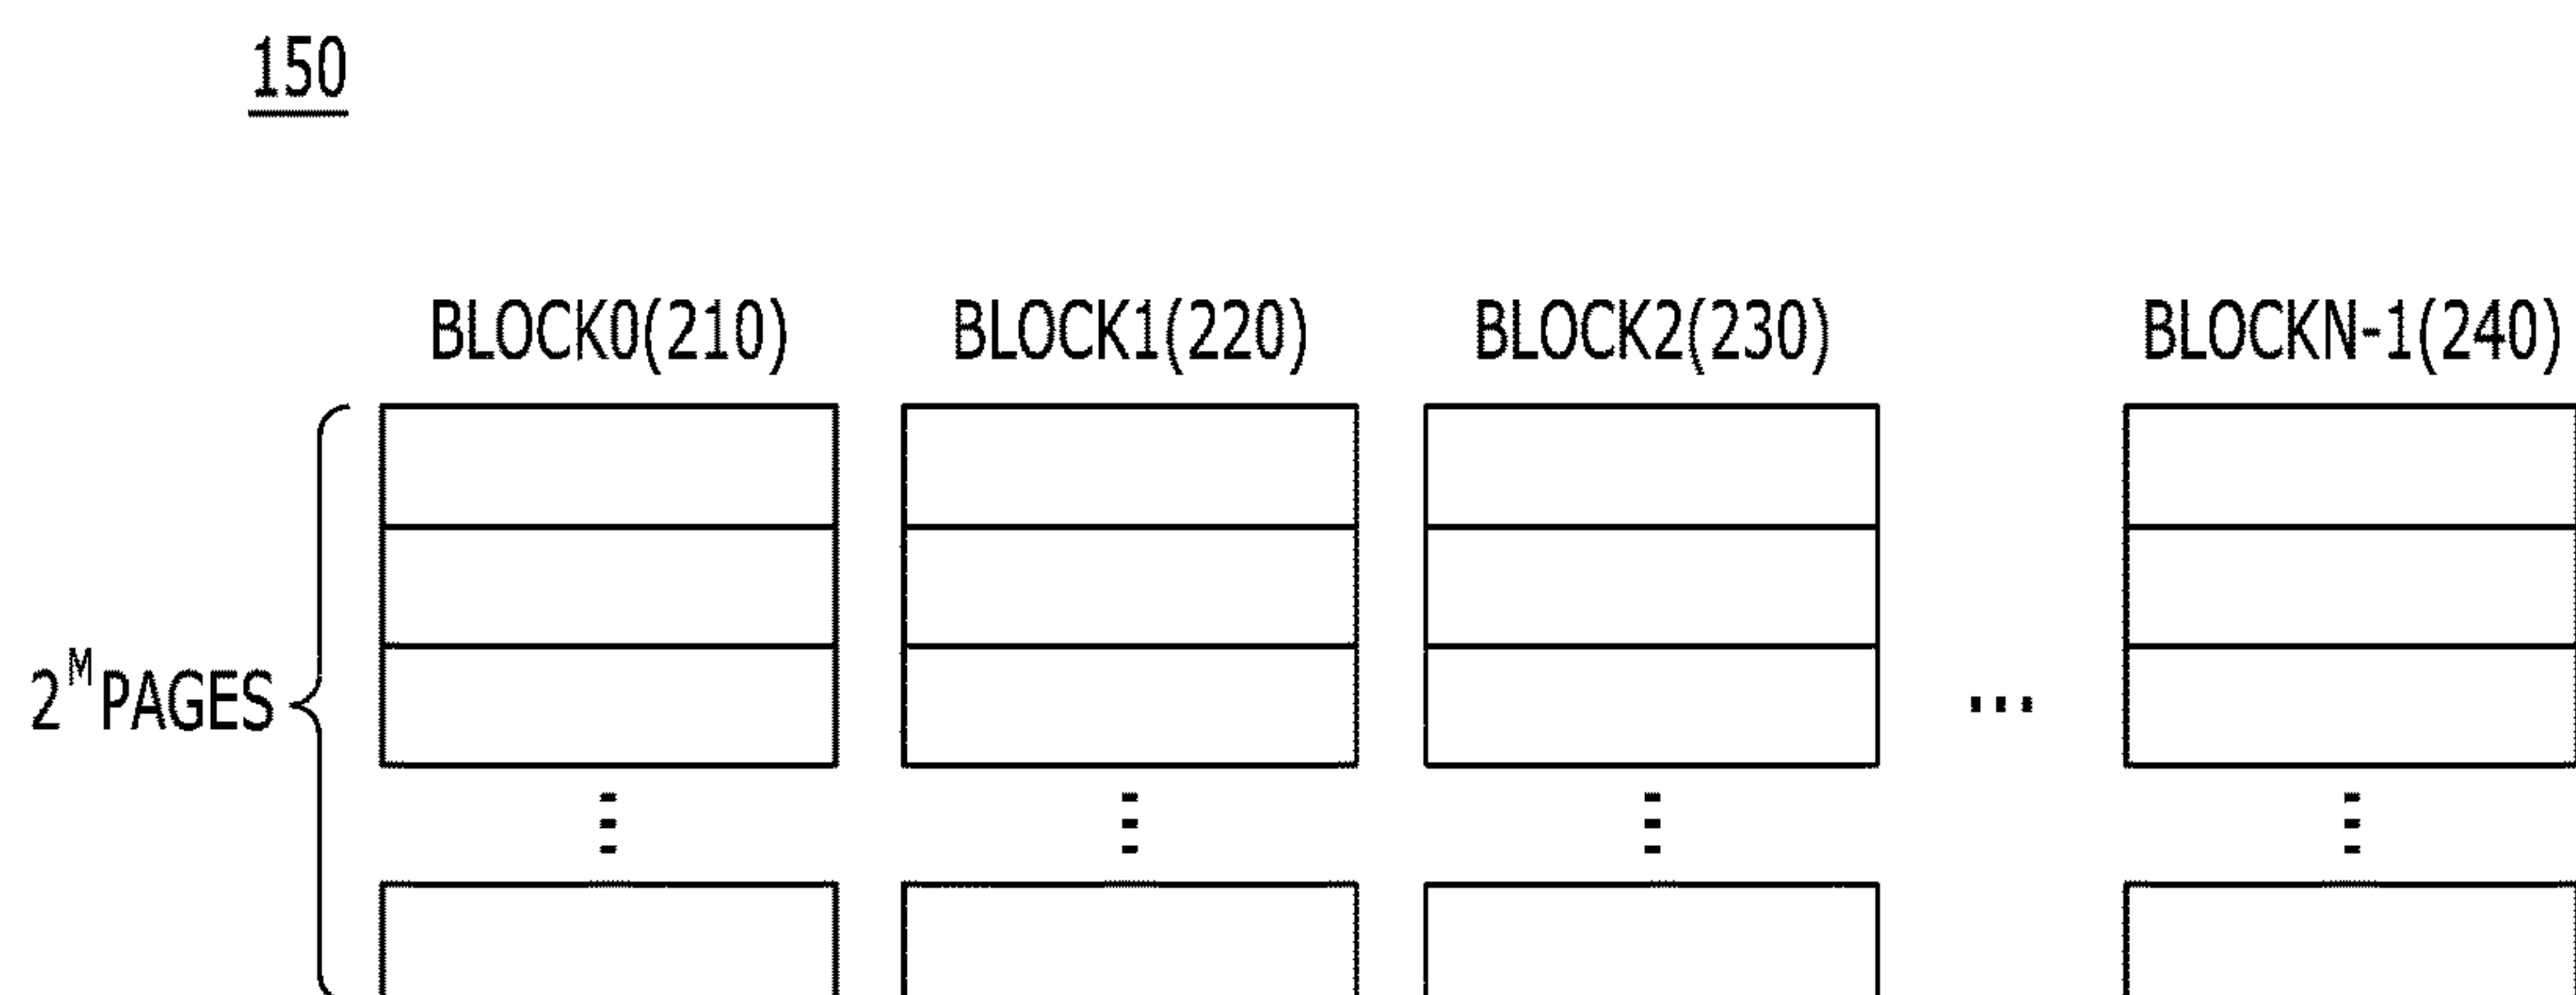 150
BLOCK0(210) BLOCK1(220) BLOCK2(230) BLOCKN-1(240)
2^M PAGES
...